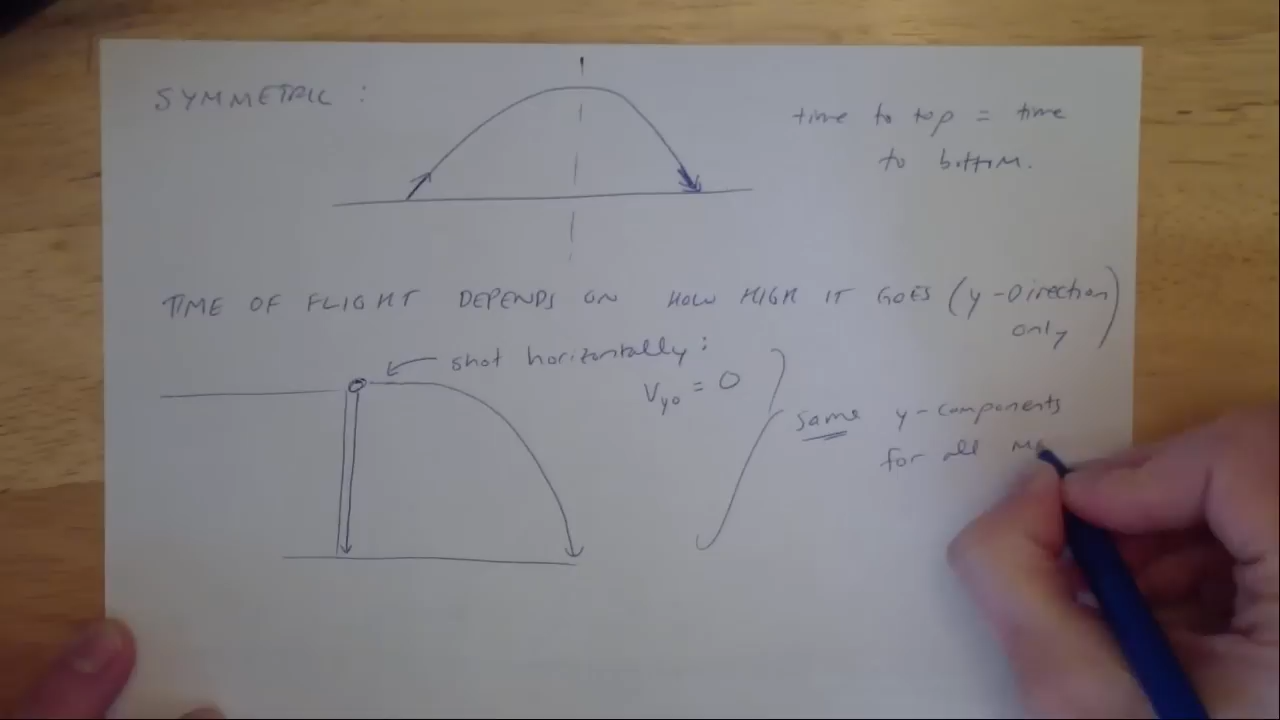 SYMMETRIC :
time to top = time
to bottom.
TIME OF FLIGHT DEPENDS ON HOW HIGH IT GOES (y-Direction
only)
shot horizontally:
Vyo = 0
same y-components
for all